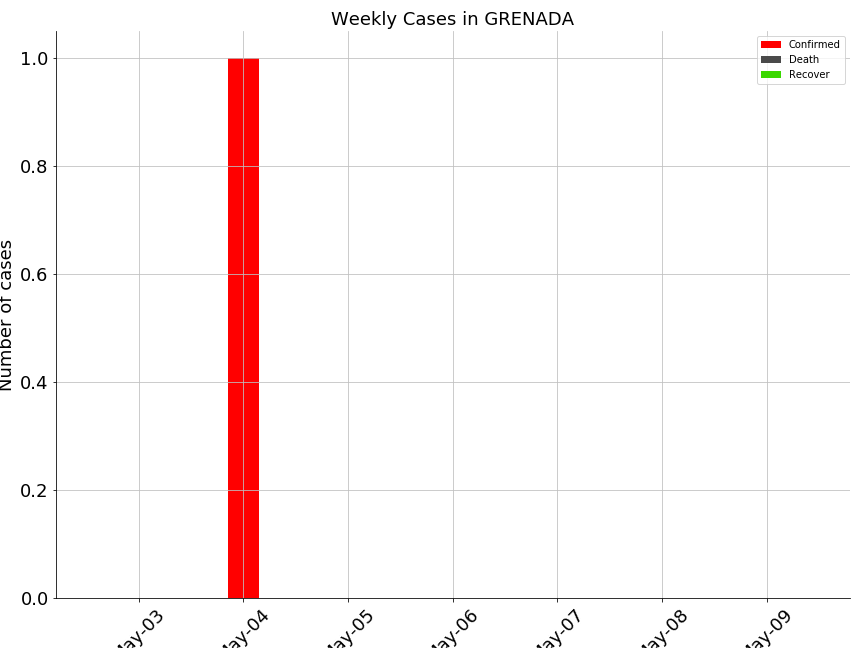 Weekly Cases in GRENADA
Confirmed
Death
Recover
Number of cases
1.0
0.8
0.6
0.4
0.2
0.0
May-03
May-04
May-05
May-06
May-07
May-08
May-09